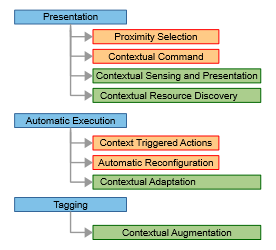 Presentation
Proximity Selection
Contextual Command
Contextual Sensing and Presentation
Contextual Resource Discovery
Automatic Execution
Context Triggered Actions
Automatic Reconfiguration
Contextual Adaptation
Tagging
Contextual Augmentation